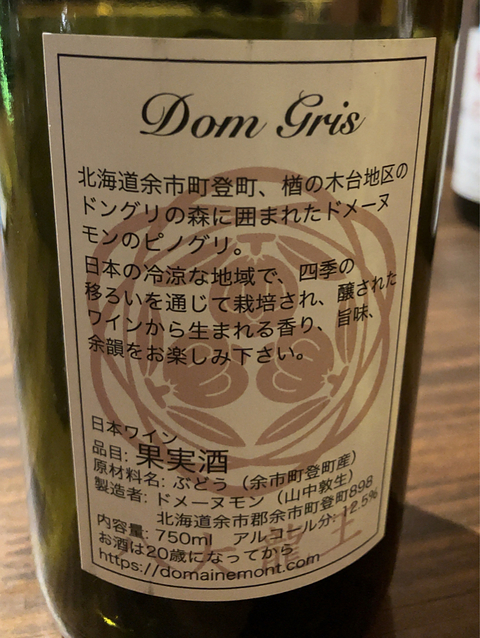 Dom Gris
北海道余市町登町、楢の木台地区の
ドングリの森に囲まれたドメーヌ
モンのピノグリ。
日本の冷涼な地域で、四季の
移ろいを通じて栽培され、醸された
ワインから生まれる香り、旨味、
余韻をお楽しみ下さい。
日本ワイン
品目: 果実酒
原材料名: ぶどう（余市町登町産）
製造者: ドメーヌモン（山中敦生）
北海道余市郡余市町登町898
内容量: 750ml アルコール分: 12.5%
お酒は20歳になってから
https://domainemont.com